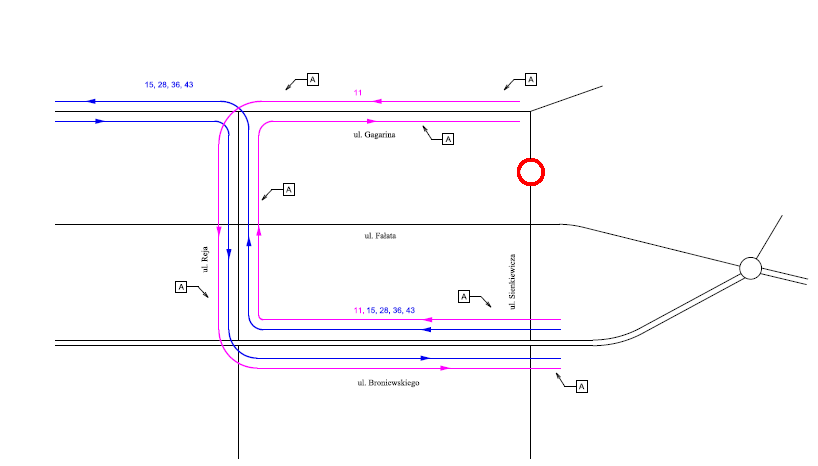 A
A
15, 28, 36, 43
11
ul. Gagarina
A
A
ul. Fałata
ul. Reja
ul. Sienkiewicza
A
A
11, 15, 28, 36, 43
ul. Broniewskiego
A